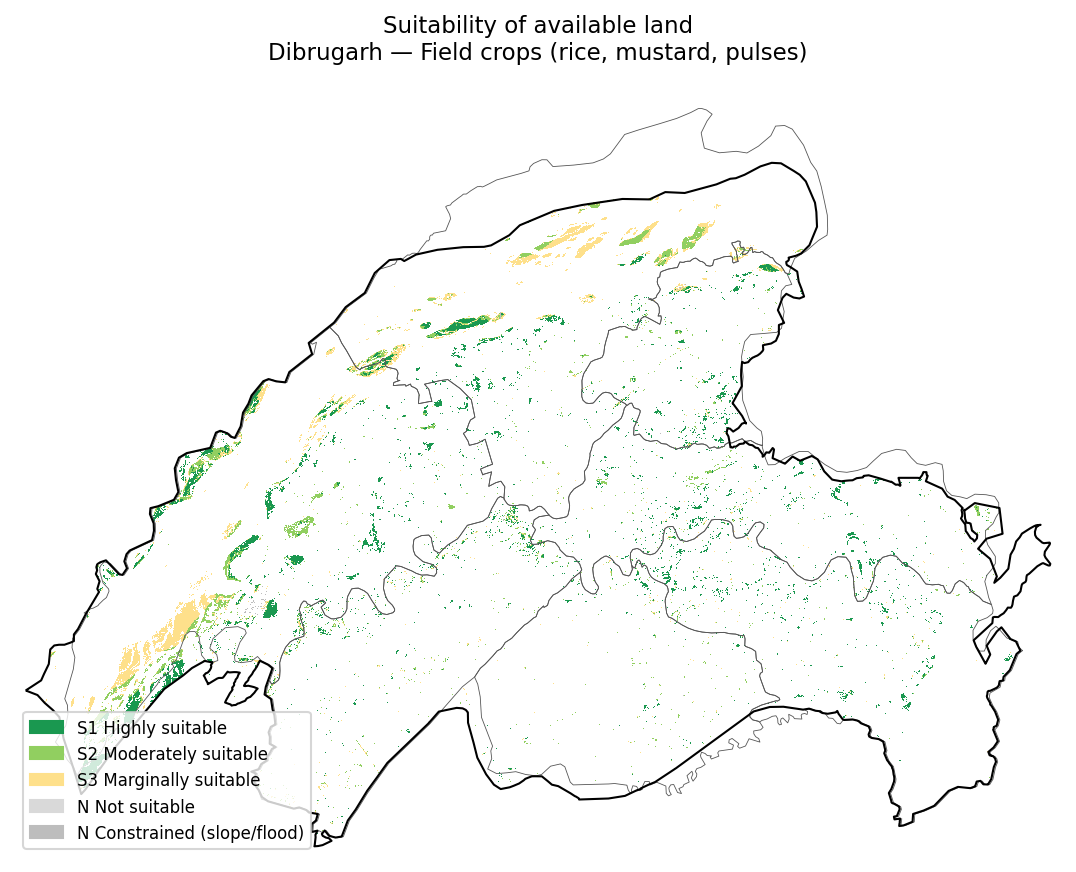 Suitability of available land
Dibrugarh — Field crops (rice, mustard, pulses)
S1 Highly suitable
S2 Moderately suitable
S3 Marginally suitable
N Not suitable
N Constrained (slope/flood)